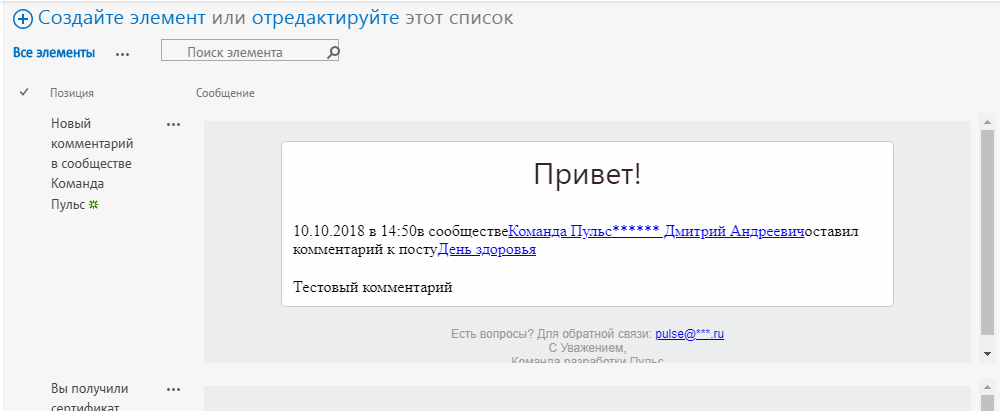 Создайте элемент или отредактируйте этот список
Все элементы ... Поиск элемента
Позиция Сообщение
Новый ...
комментарий
в сообществе
Команда
Пульс
Привет!
10.10.2018 в 14:50в сообществеКоманда Пульс****** Дмитрий Андреевичоставил
комментарий к постуДень здоровья
Тестовый комментарий
Есть вопросы? Для обратной связи: pulse@***.ru
С Уважением,
Команда разработки Пульс
Вы получили ...
сертификат